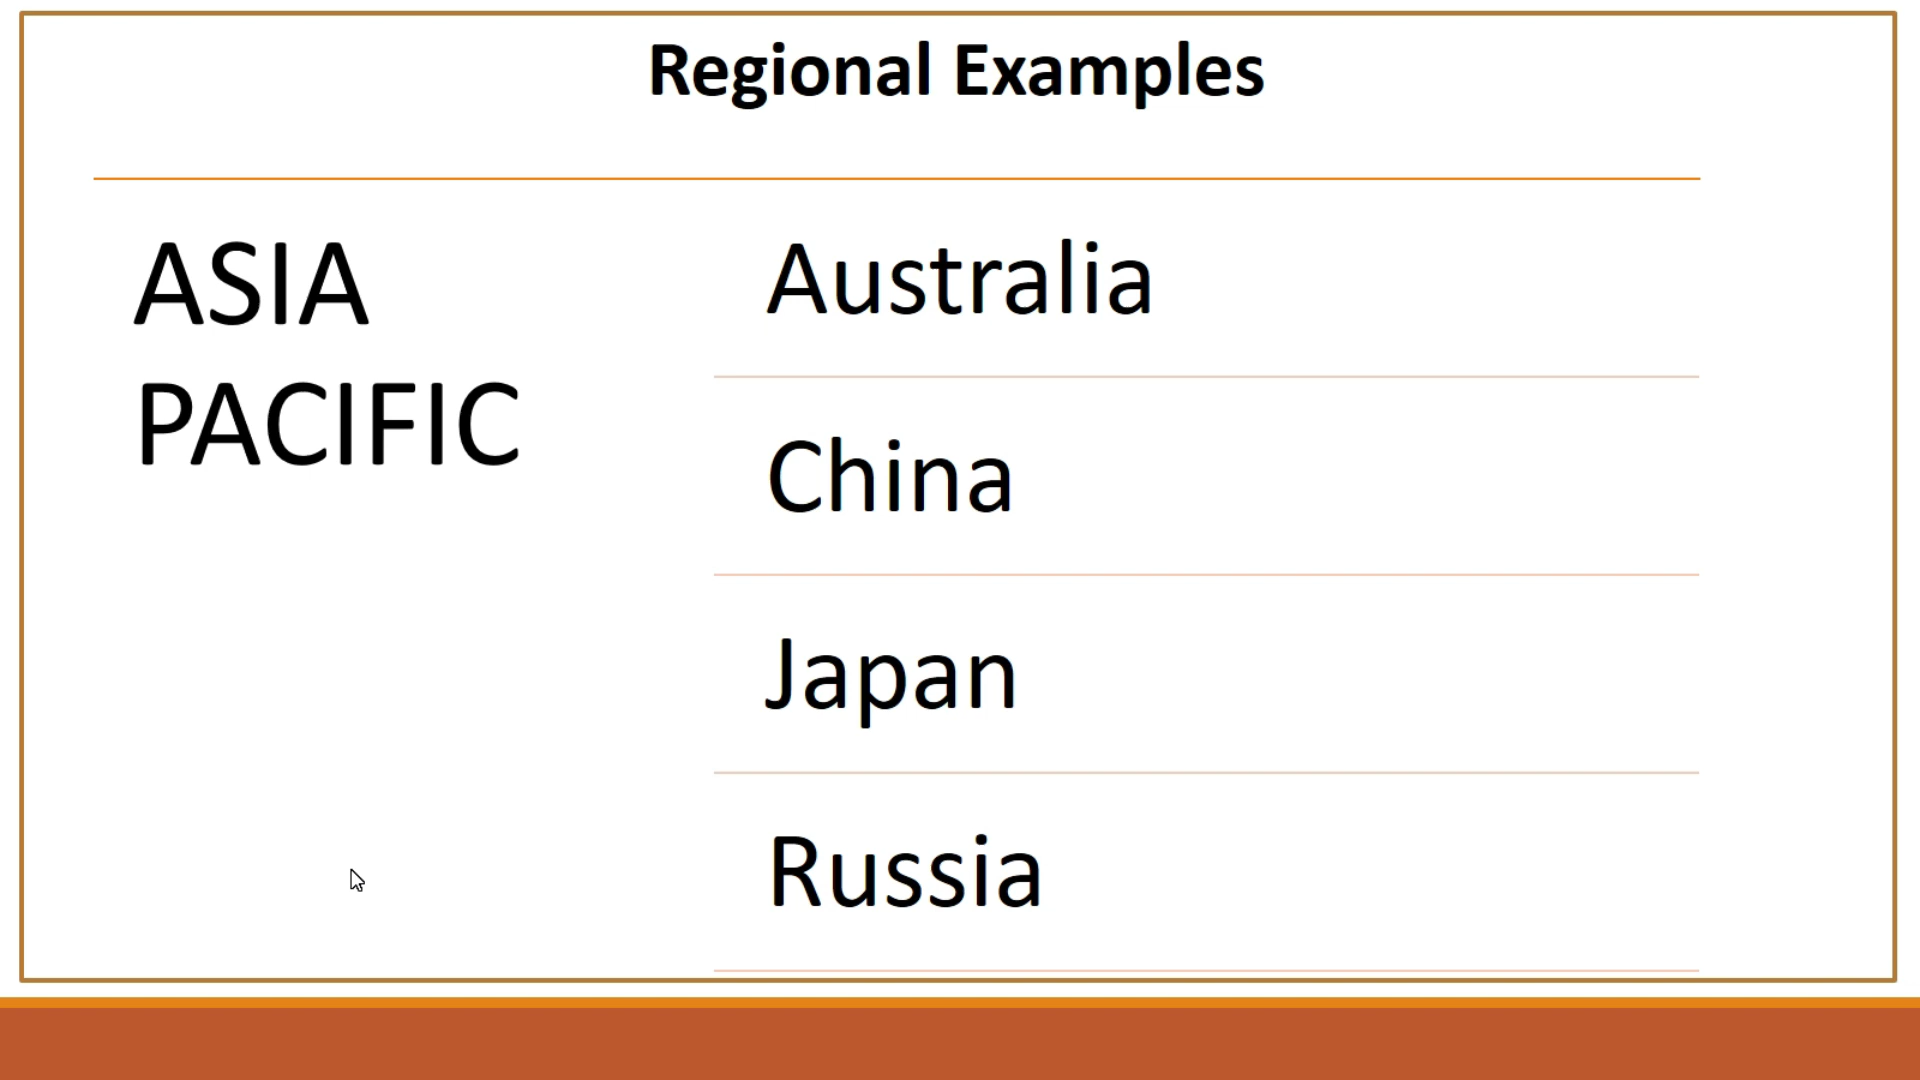 Regional Examples
ASIA
PACIFIC
Australia
China
Japan
Russia